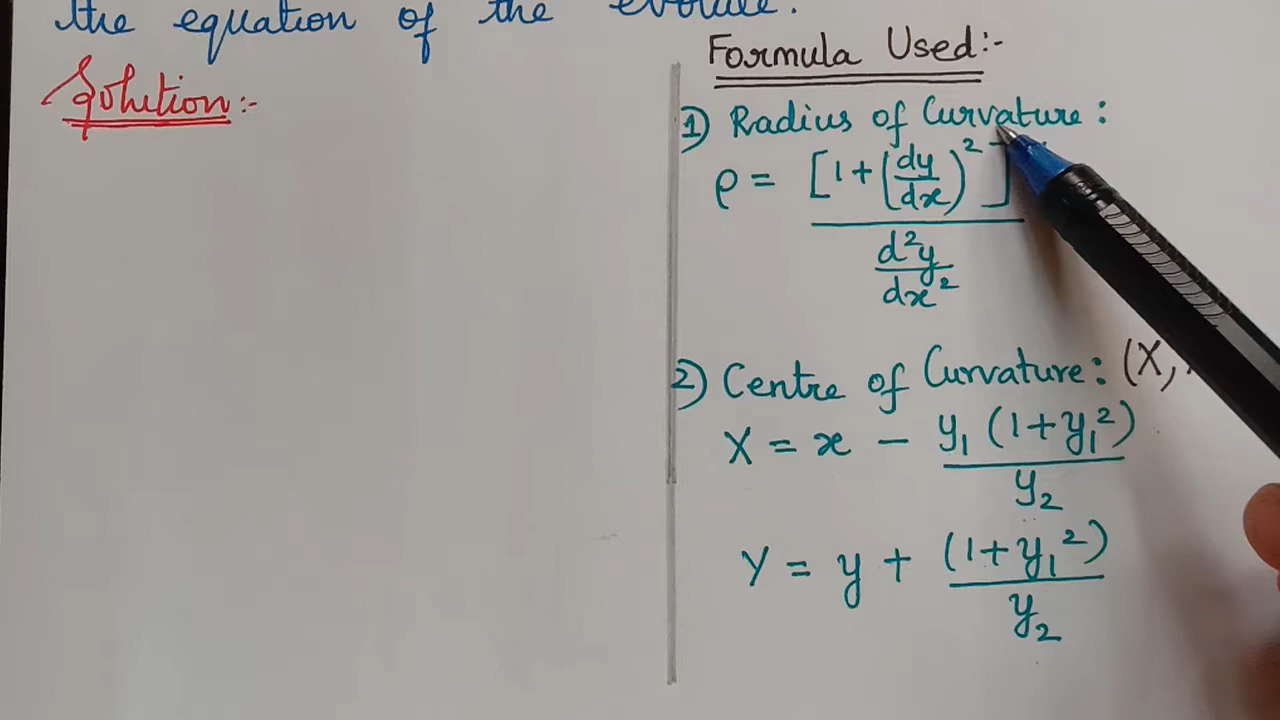 the equation of the evolute.
Solution:-
Formula Used:-
1) Radius of Curvature:
ρ = [1+(dy/dx)²]
d²y/dx²
2) Centre of Curvature: (X,
X = x - y₁(1+y₁²)/y₂
Y = y + (1+y₁²)/y₂